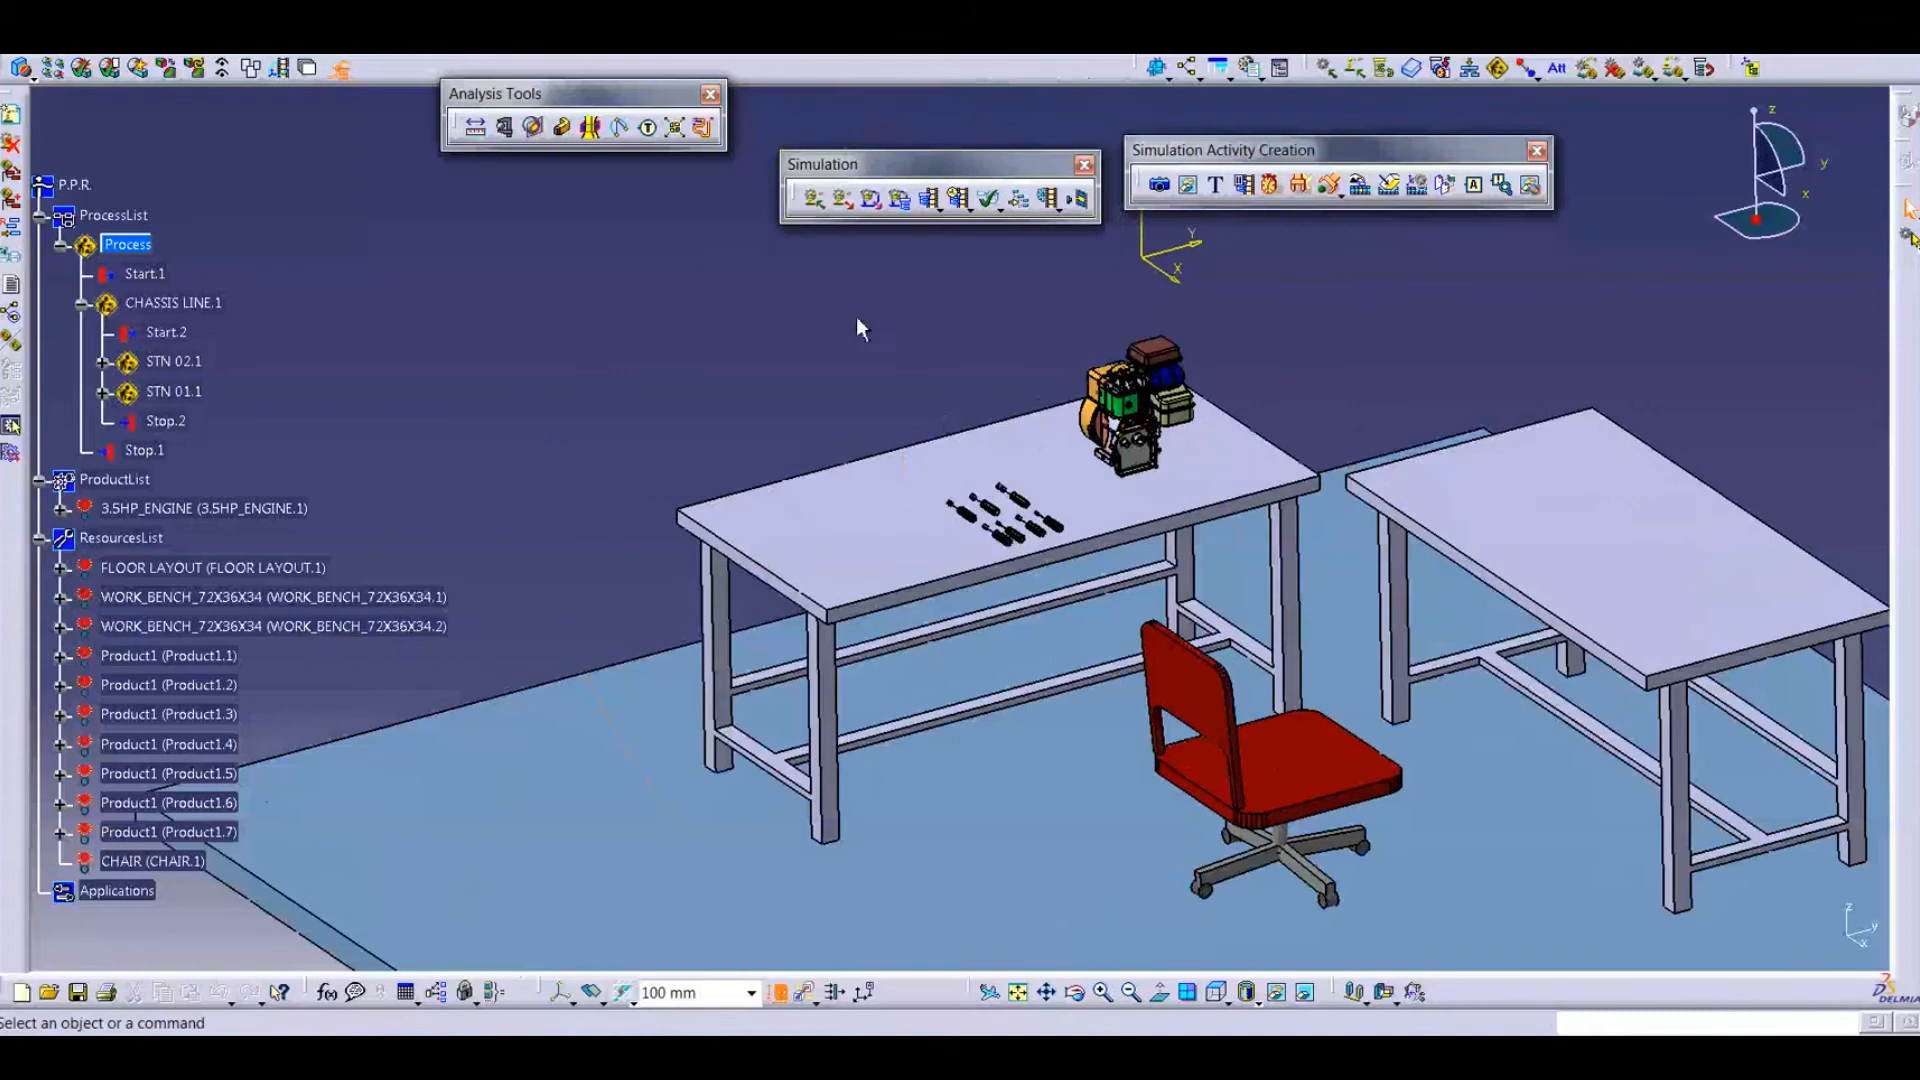 Att
Analysis Tools
Simulation
Simulation Activity Creation
z
y
x
Y
X
P.P.R.
ProcessList
Process
Start.1
CHASSIS LINE.1
Start.2
STN 02.1
STN 01.1
Stop.2
Stop.1
ProductList
3.5HP_ENGINE (3.5HP_ENGINE.1)
ResourcesList
FLOOR LAYOUT (FLOOR LAYOUT.1)
WORK_BENCH_72X36X34 (WORK_BENCH_72X36X34.1)
WORK_BENCH_72X36X34 (WORK_BENCH_72X36X34.2)
Product1 (Product1.1)
Product1 (Product1.2)
Product1 (Product1.3)
Product1 (Product1.4)
Product1 (Product1.5)
Product1 (Product1.6)
Product1 (Product1.7)
CHAIR (CHAIR.1)
Applications
z
y
x
f(x)
100 mm
DELMIA
Select an object or a command